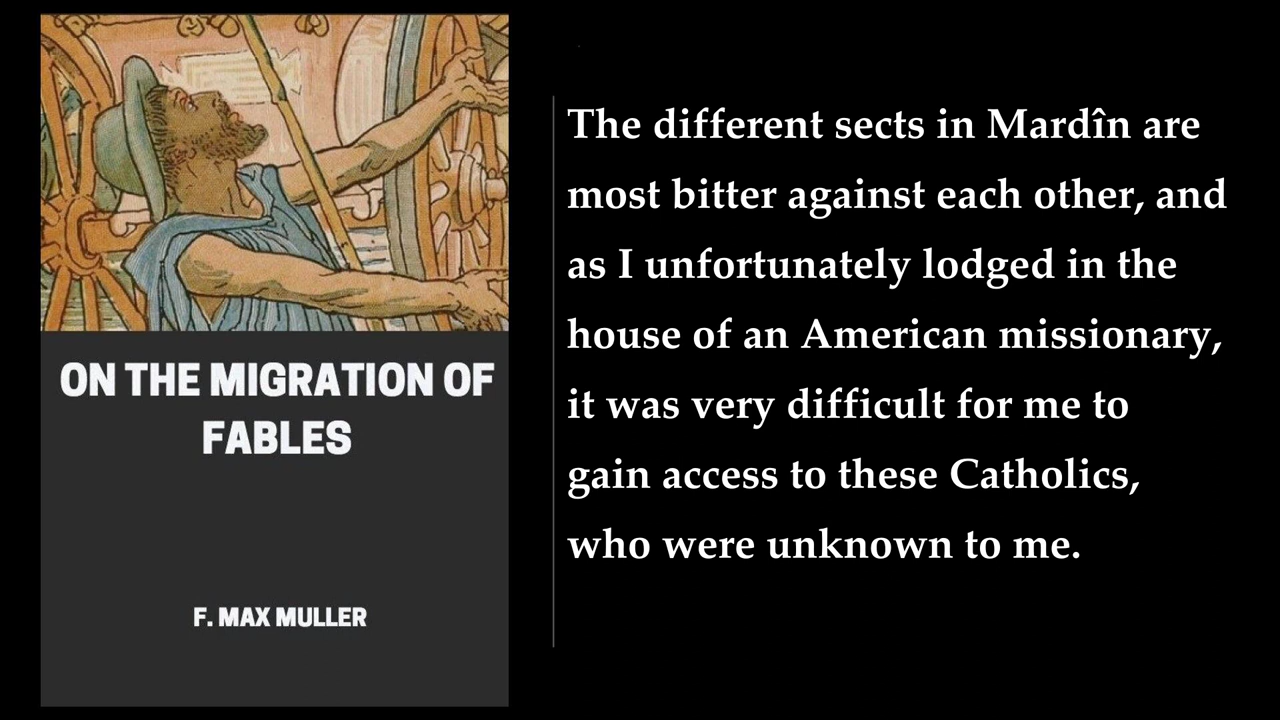 ON THE MIGRATION OF
FABLES
F. MAX MULLER
The different sects in Mardîn are
most bitter against each other, and
as I unfortunately lodged in the
house of an American missionary,
it was very difficult for me to
gain access to these Catholics,
who were unknown to me.